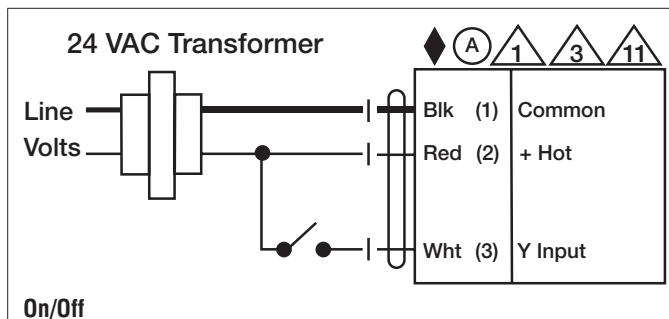 24 VAC Transformer
A 1 3 11
Line
Volts
Blk (1) Common
Red (2) + Hot
Wht (3) Y Input
On/Off